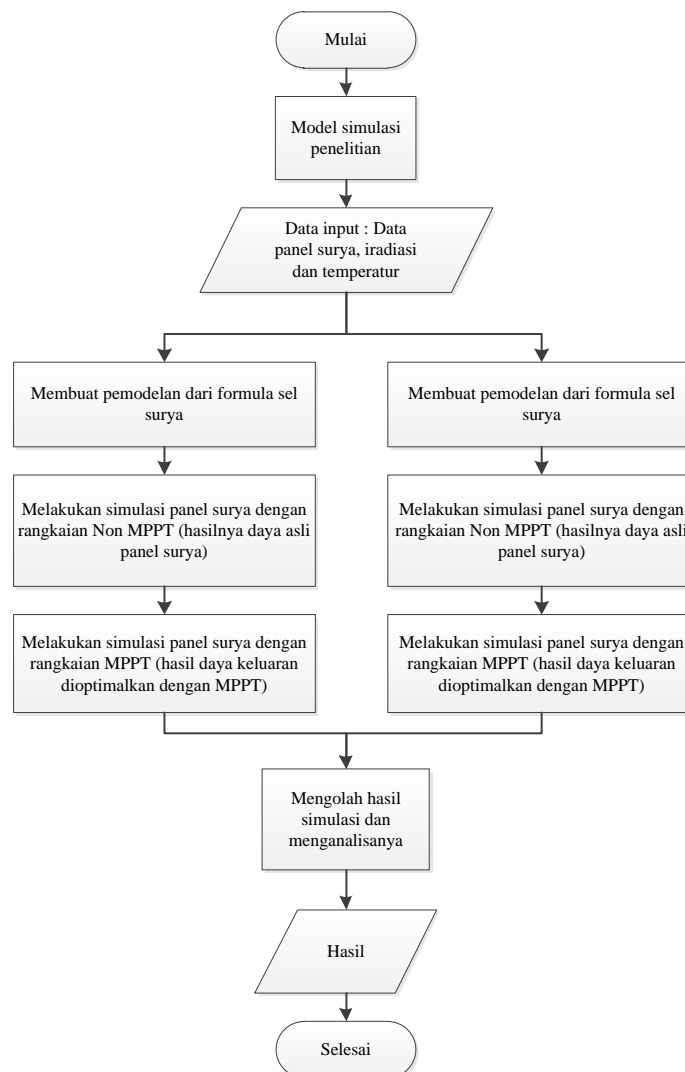 Mulai
Model simulasi
penelitian
Data input : Data
panel surya, iradiasi
dan temperatur
Membuat pemodelan dari formula sel
surya
Melakukan simulasi panel surya dengan
rangkaian Non MPPT (hasilnya daya asli
panel surya)
Melakukan simulasi panel surya dengan
rangkaian MPPT (hasil daya keluaran
dioptimalkan dengan MPPT)
Membuat pemodelan dari formula sel
surya
Melakukan simulasi panel surya dengan
rangkaian Non MPPT (hasilnya daya asli
panel surya)
Melakukan simulasi panel surya dengan
rangkaian MPPT (hasil daya keluaran
dioptimalkan dengan MPPT)
Mengolah hasil
simulasi dan
menganalisanya
Hasil
Selesai